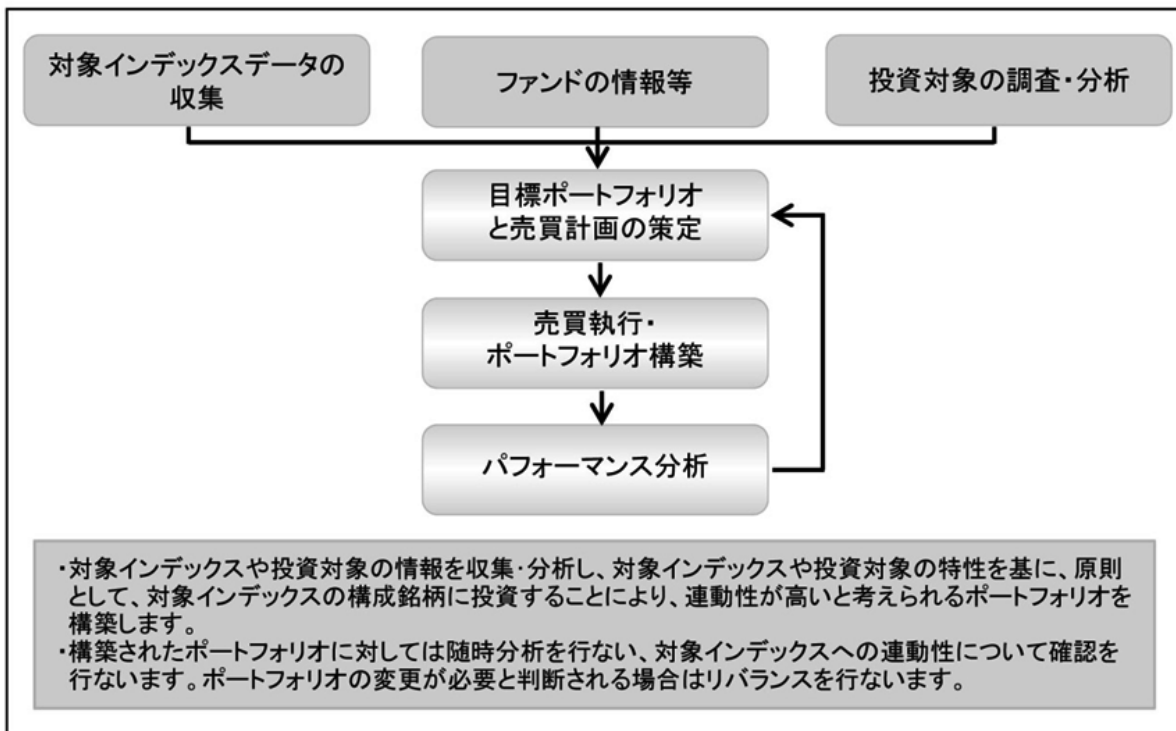 対象インデックスデータの
収集
ファンドの情報等
投資対象の調査・分析
目標ポートフォリオ
と売買計画の策定
売買執行・
ポートフォリオ構築
パフォーマンス分析
・対象インデックスや投資対象の情報を収集・分析し、対象インデックスや投資対象の特性を基に、原則
として、対象インデックスの構成銘柄に投資することにより、連動性が高いと考えられるポートフォリオを
構築します。
・構築されたポートフォリオに対しては随時分析を行ない、対象インデックスへの連動性について確認を
行ないます。ポートフォリオの変更が必要と判断される場合はリバランスを行ないます。